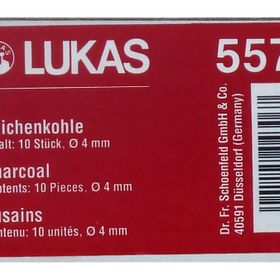 LUKAS 557
ichenkohle
alt: 10 Stück, Ø 4 mm
arcoal
ntents: 10 Pieces, Ø 4 mm
usains
ntenu: 10 unités, Ø 4 mm
Dr. Fr. Schoenfeld GmbH & Co.
40591 Düsseldorf (Germany)